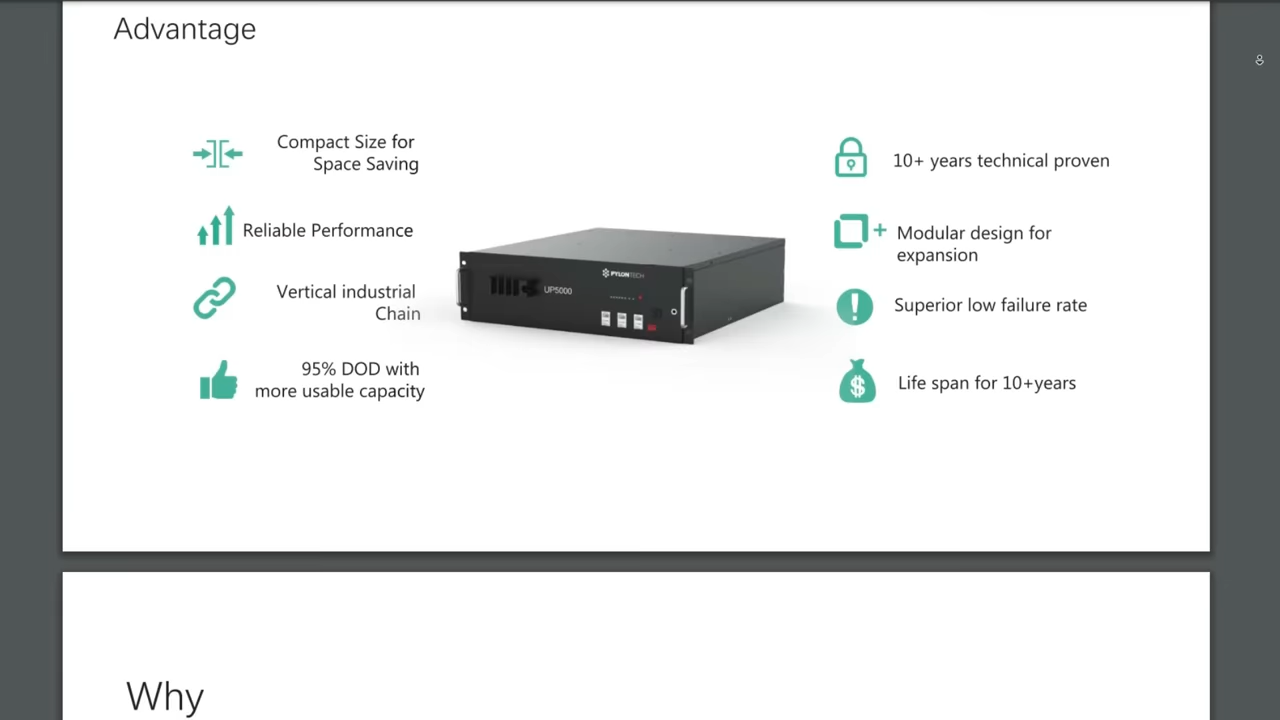 Advantage
Compact Size for
Space Saving
Reliable Performance
Vertical industrial
Chain
95% DOD with
more usable capacity
PYLONTECH
UP5000
10+ years technical proven
Modular design for
expansion
Superior low failure rate
Life span for 10+years
Why